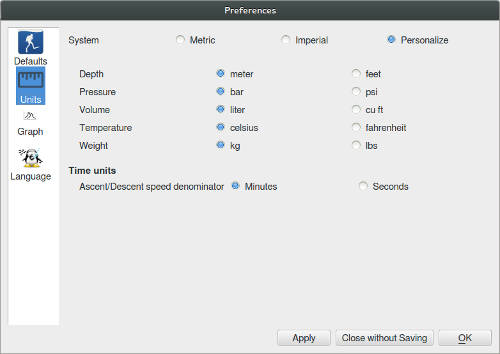 Preferences
Defaults
Units
Graph
Language
System Metric Imperial Personalize
Depth meter feet
Pressure bar psi
Volume liter cu ft
Temperature celsius fahrenheit
Weight kg lbs
Time units
Ascent/Descent speed denominator Minutes Seconds
Apply Close without Saving OK